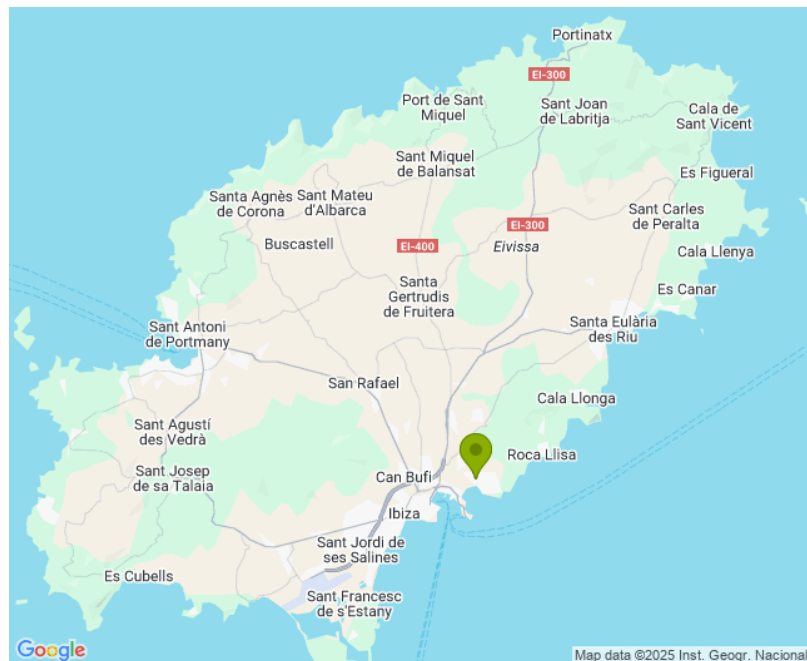 Portinatx
EI-300
Port de Sant
Miquel
Sant Joan
de Labritja
Cala de
Sant Vicent
Sant Miquel
de Balansat
Es Figueral
Santa Agnès
de Corona
Sant Mateu
d'Albarca
Sant Carles
de Peralta
EI-300
Buscastell
EI-400
Eivissa
Cala Llenya
Santa
Gertrudis
de Fruitera
Es Canar
Sant Antoni
de Portmany
Santa Eulària
des Riu
San Rafael
Cala Llonga
Sant Agustí
des Vedrà
Roca Llisa
Sant Josep
de sa Talaia
Can Bufi
Ibiza
Sant Jordi de
ses Salines
Es Cubells
Sant Francesc
de s'Estany
Google
Map data ©2025 Inst. Geogr. Nacional